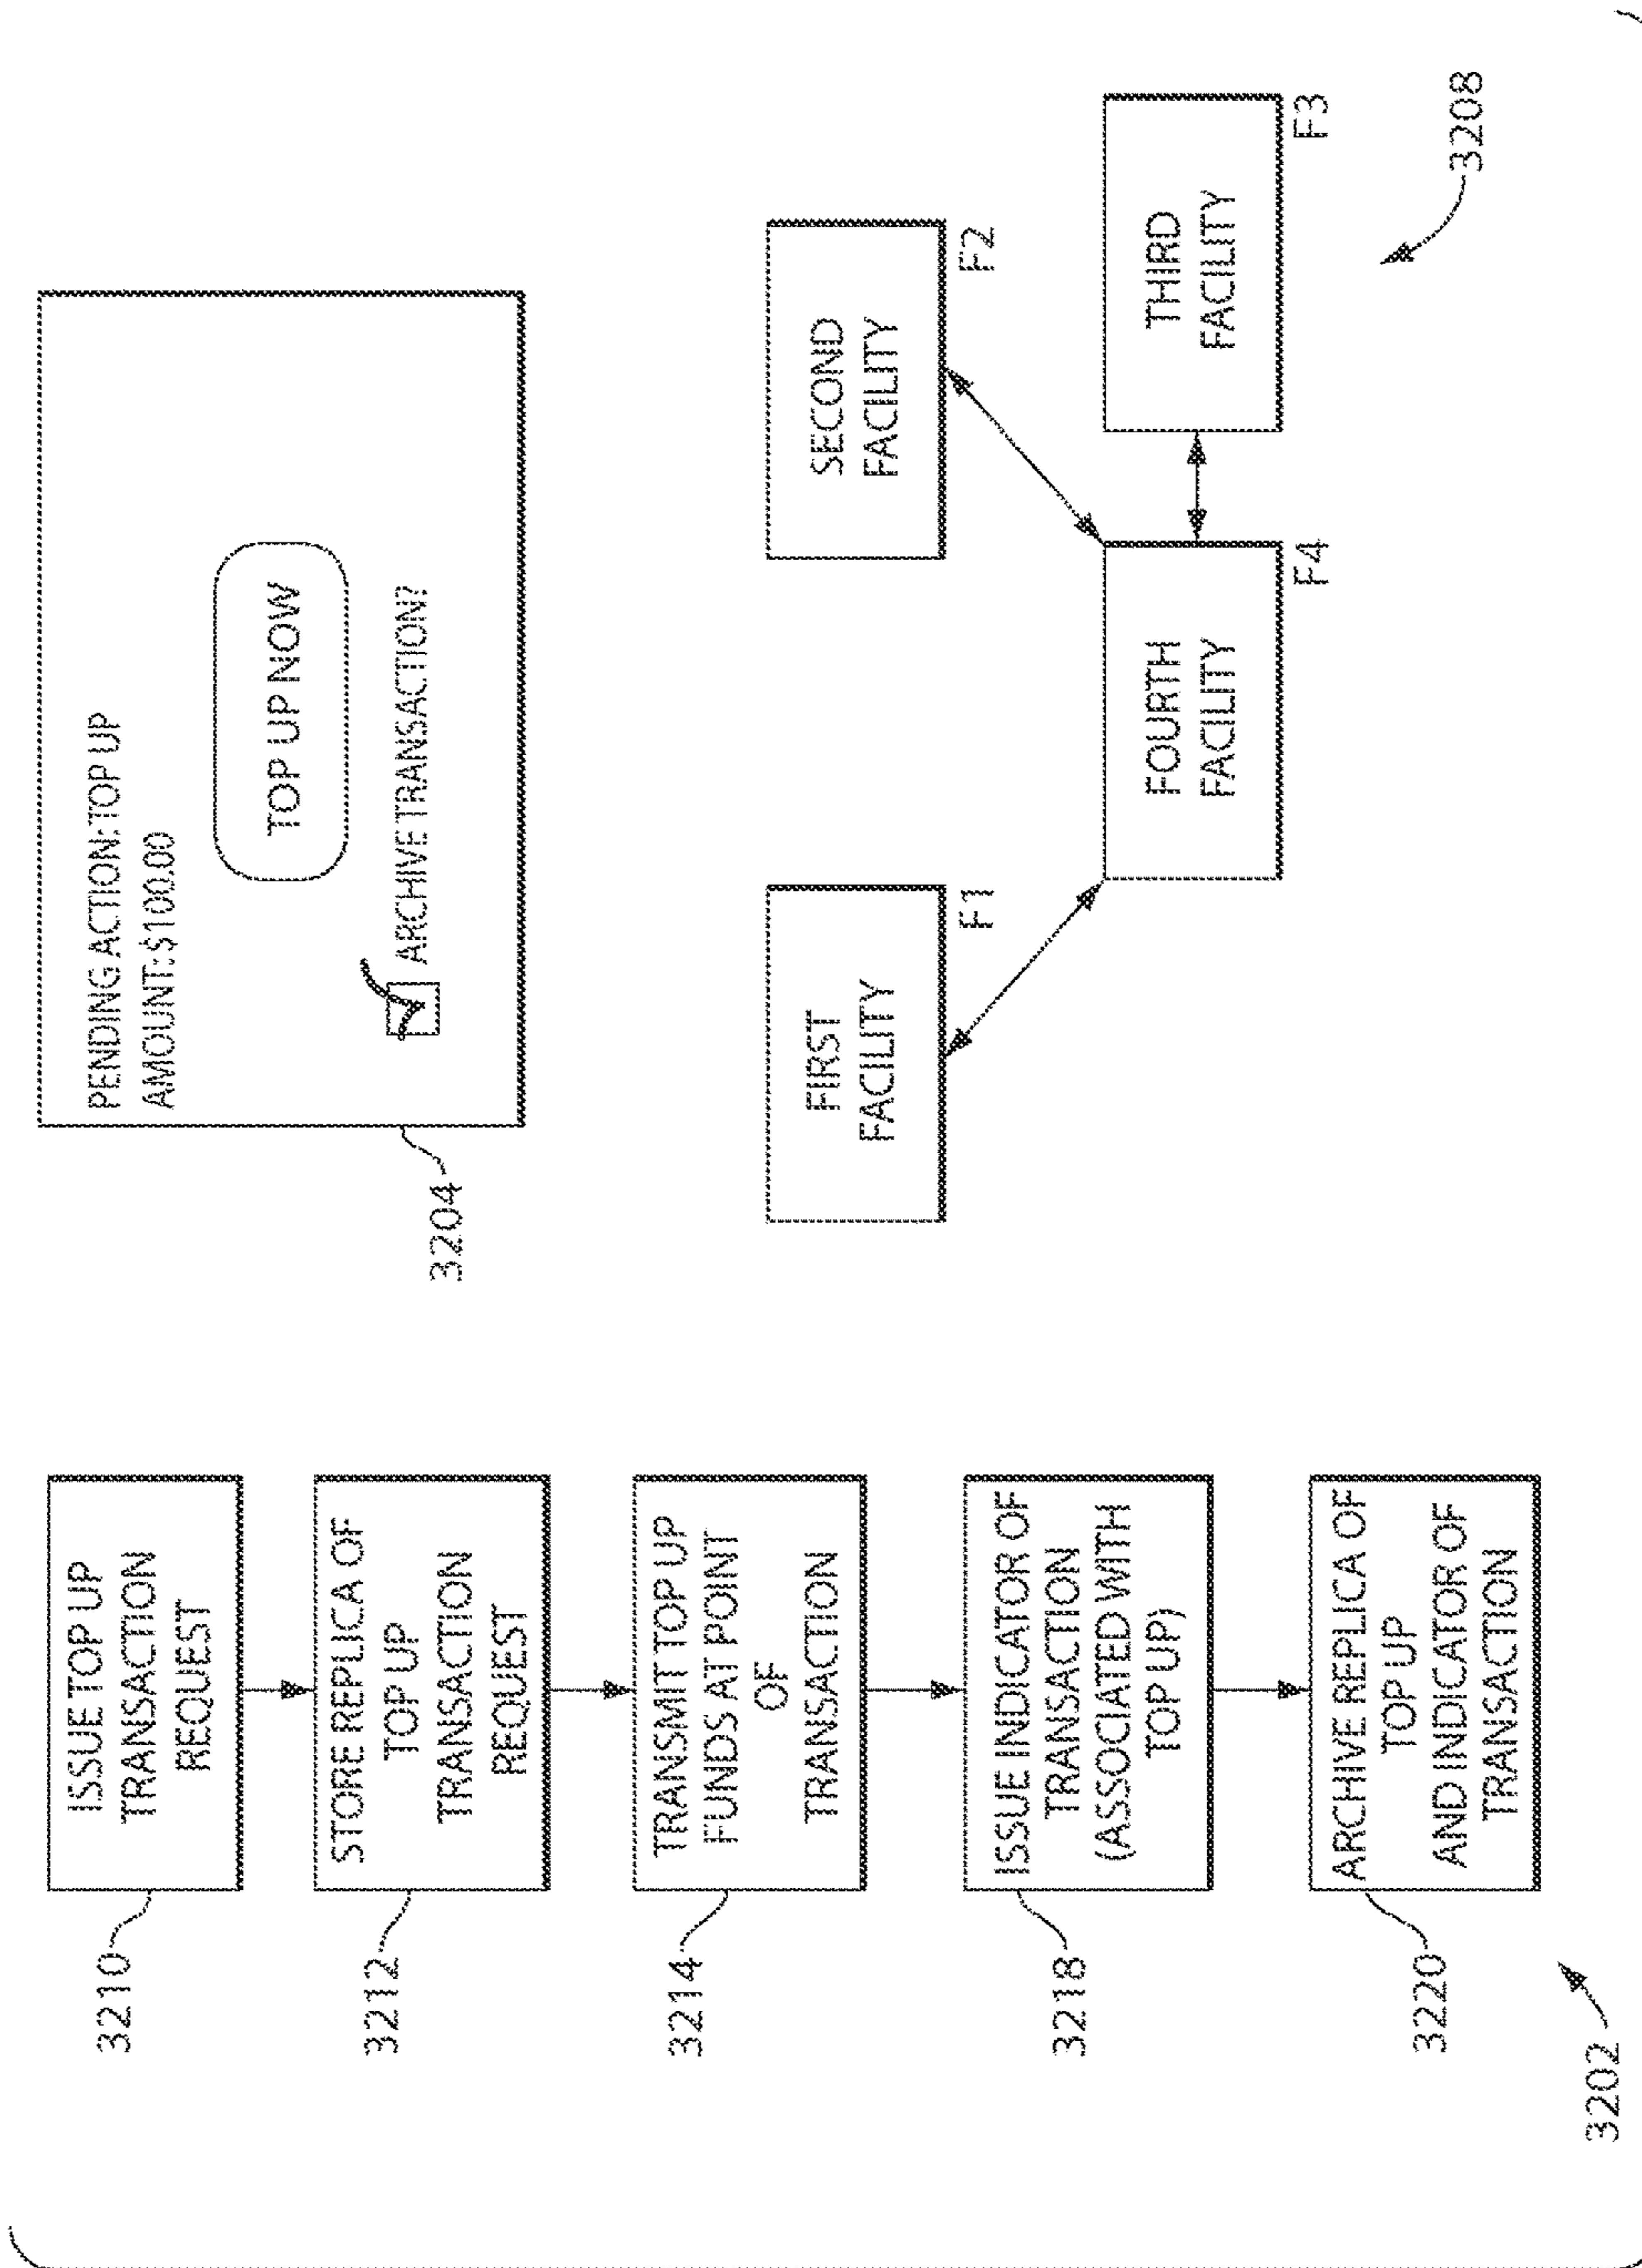 3210
ISSUE TOP UP
TRANSACTION
REQUEST
3212
STORE REPLICA OF
TOP UP
TRANSACTION
REQUEST
3214
TRANSMIT TOP UP
FUNDS AT POINT
OF
TRANSACTION
3218
ISSUE INDICATOR OF
TRANSACTION
(ASSOCIATED WITH
TOP UP)
3220
ARCHIVE REPLICA OF
TOP UP
AND INDICATOR OF
TRANSACTION
3202
PENDING ACTION:TOP UP
AMOUNT:$100.00
TOP UP NOW
ARCHIVE TRANSACTION?
3204
FIRST
FACILITY
F1
SECOND
FACILITY
F2
FOURTH
FACILITY
F4
THIRD
FACILITY
F3
3208